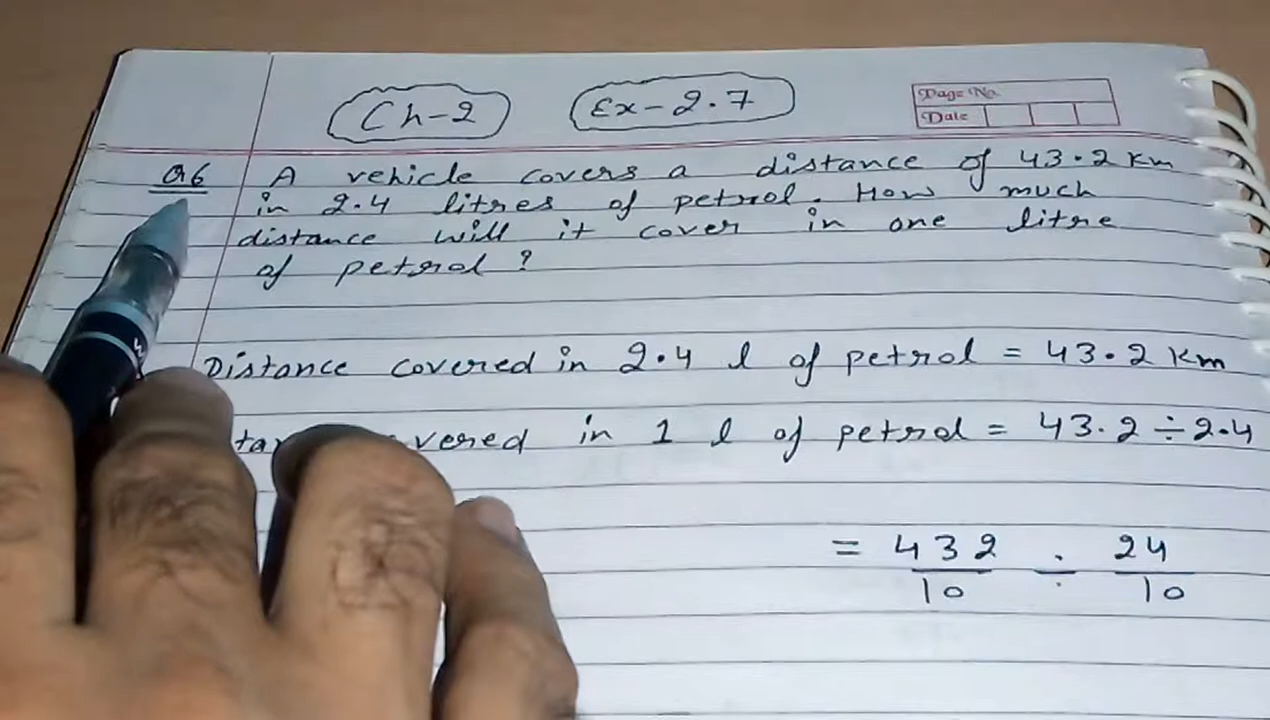 Ch-2 Ex-2.7
Page No.
Date
Q6 A vehicle covers a distance of 43.2 Km
in 2.4 litres of petrol. How much
distance will it cover in one litre
of petrol ?
Distance covered in 2.4 l of petrol = 43.2 Km
in 1 l of petrol = 43.2 ÷ 2.4
= 432/10 ÷ 24/10